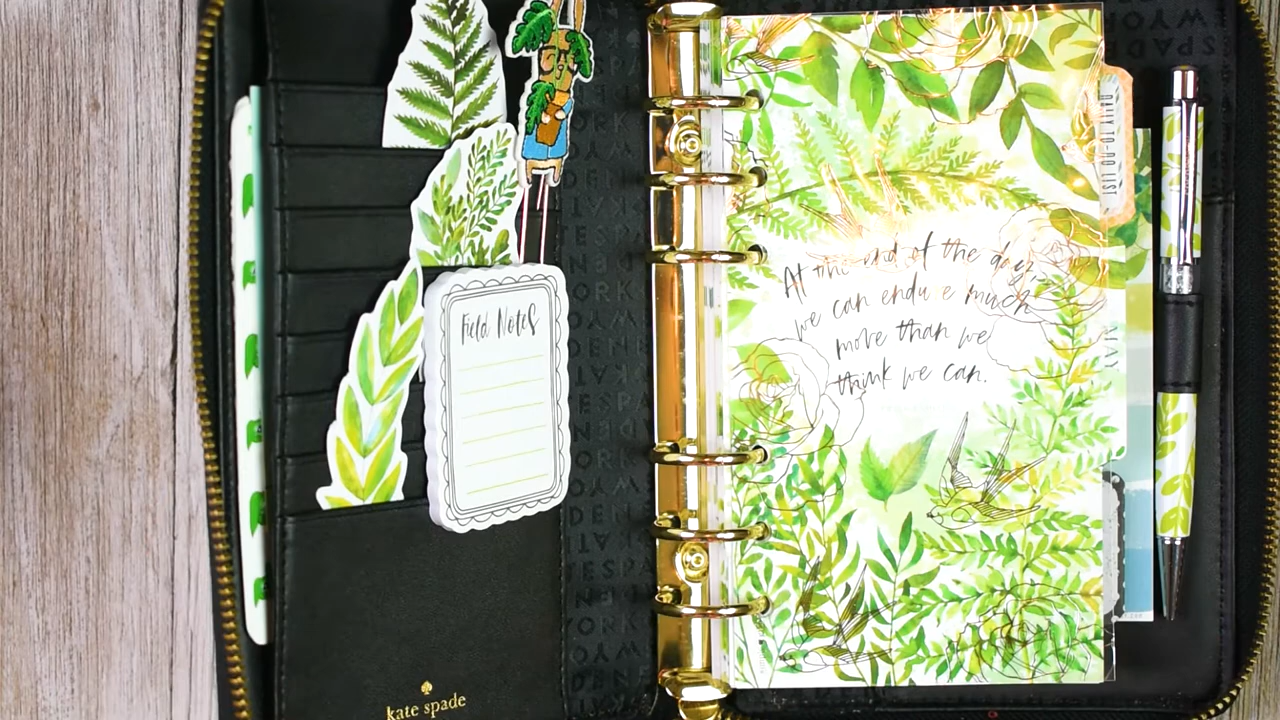 Field Notes
kate spade
At the end of the day,
we can endure much
more than we
think we can.
DAILY TO-DO LIST